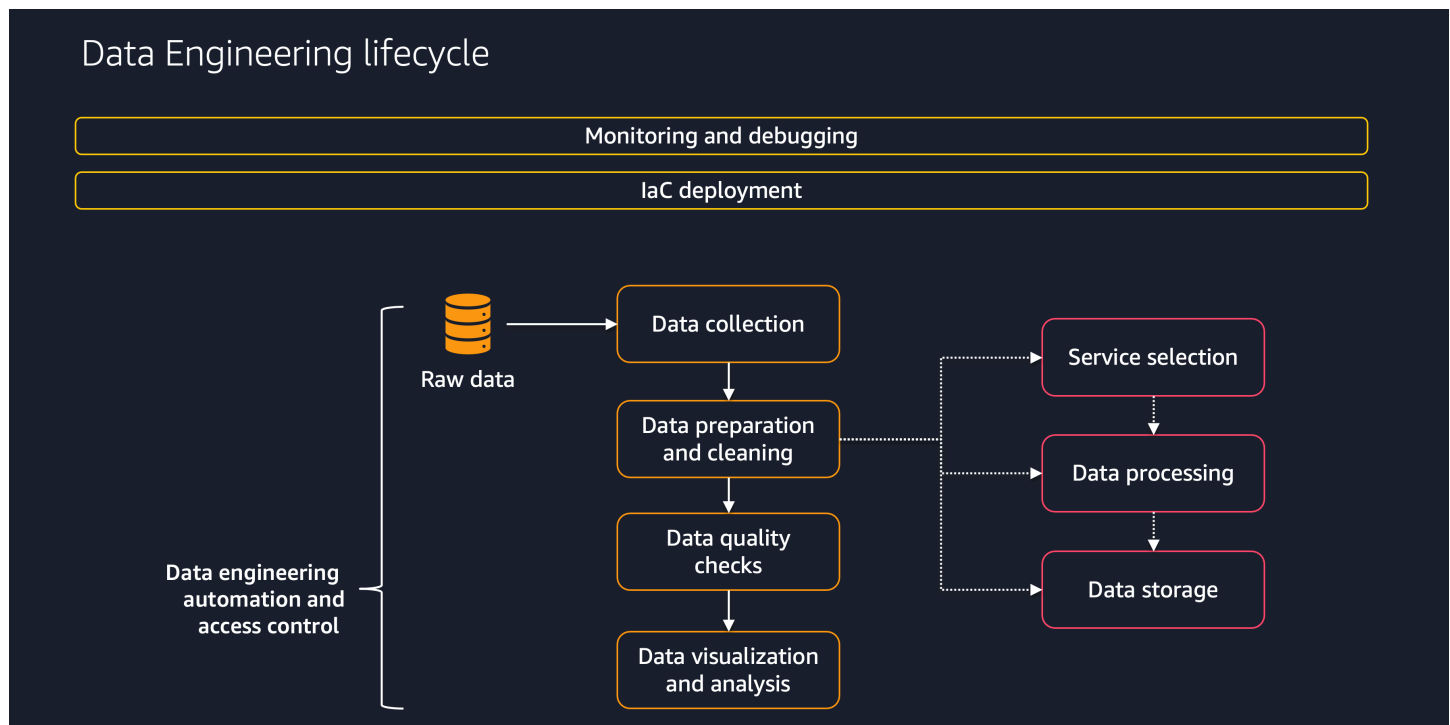 Data Engineering lifecycle
Monitoring and debugging
IaC deployment
Raw data
Data collection
Data preparation
and cleaning
Data quality
checks
Data visualization
and analysis
Service selection
Data processing
Data storage
Data engineering
automation and
access control